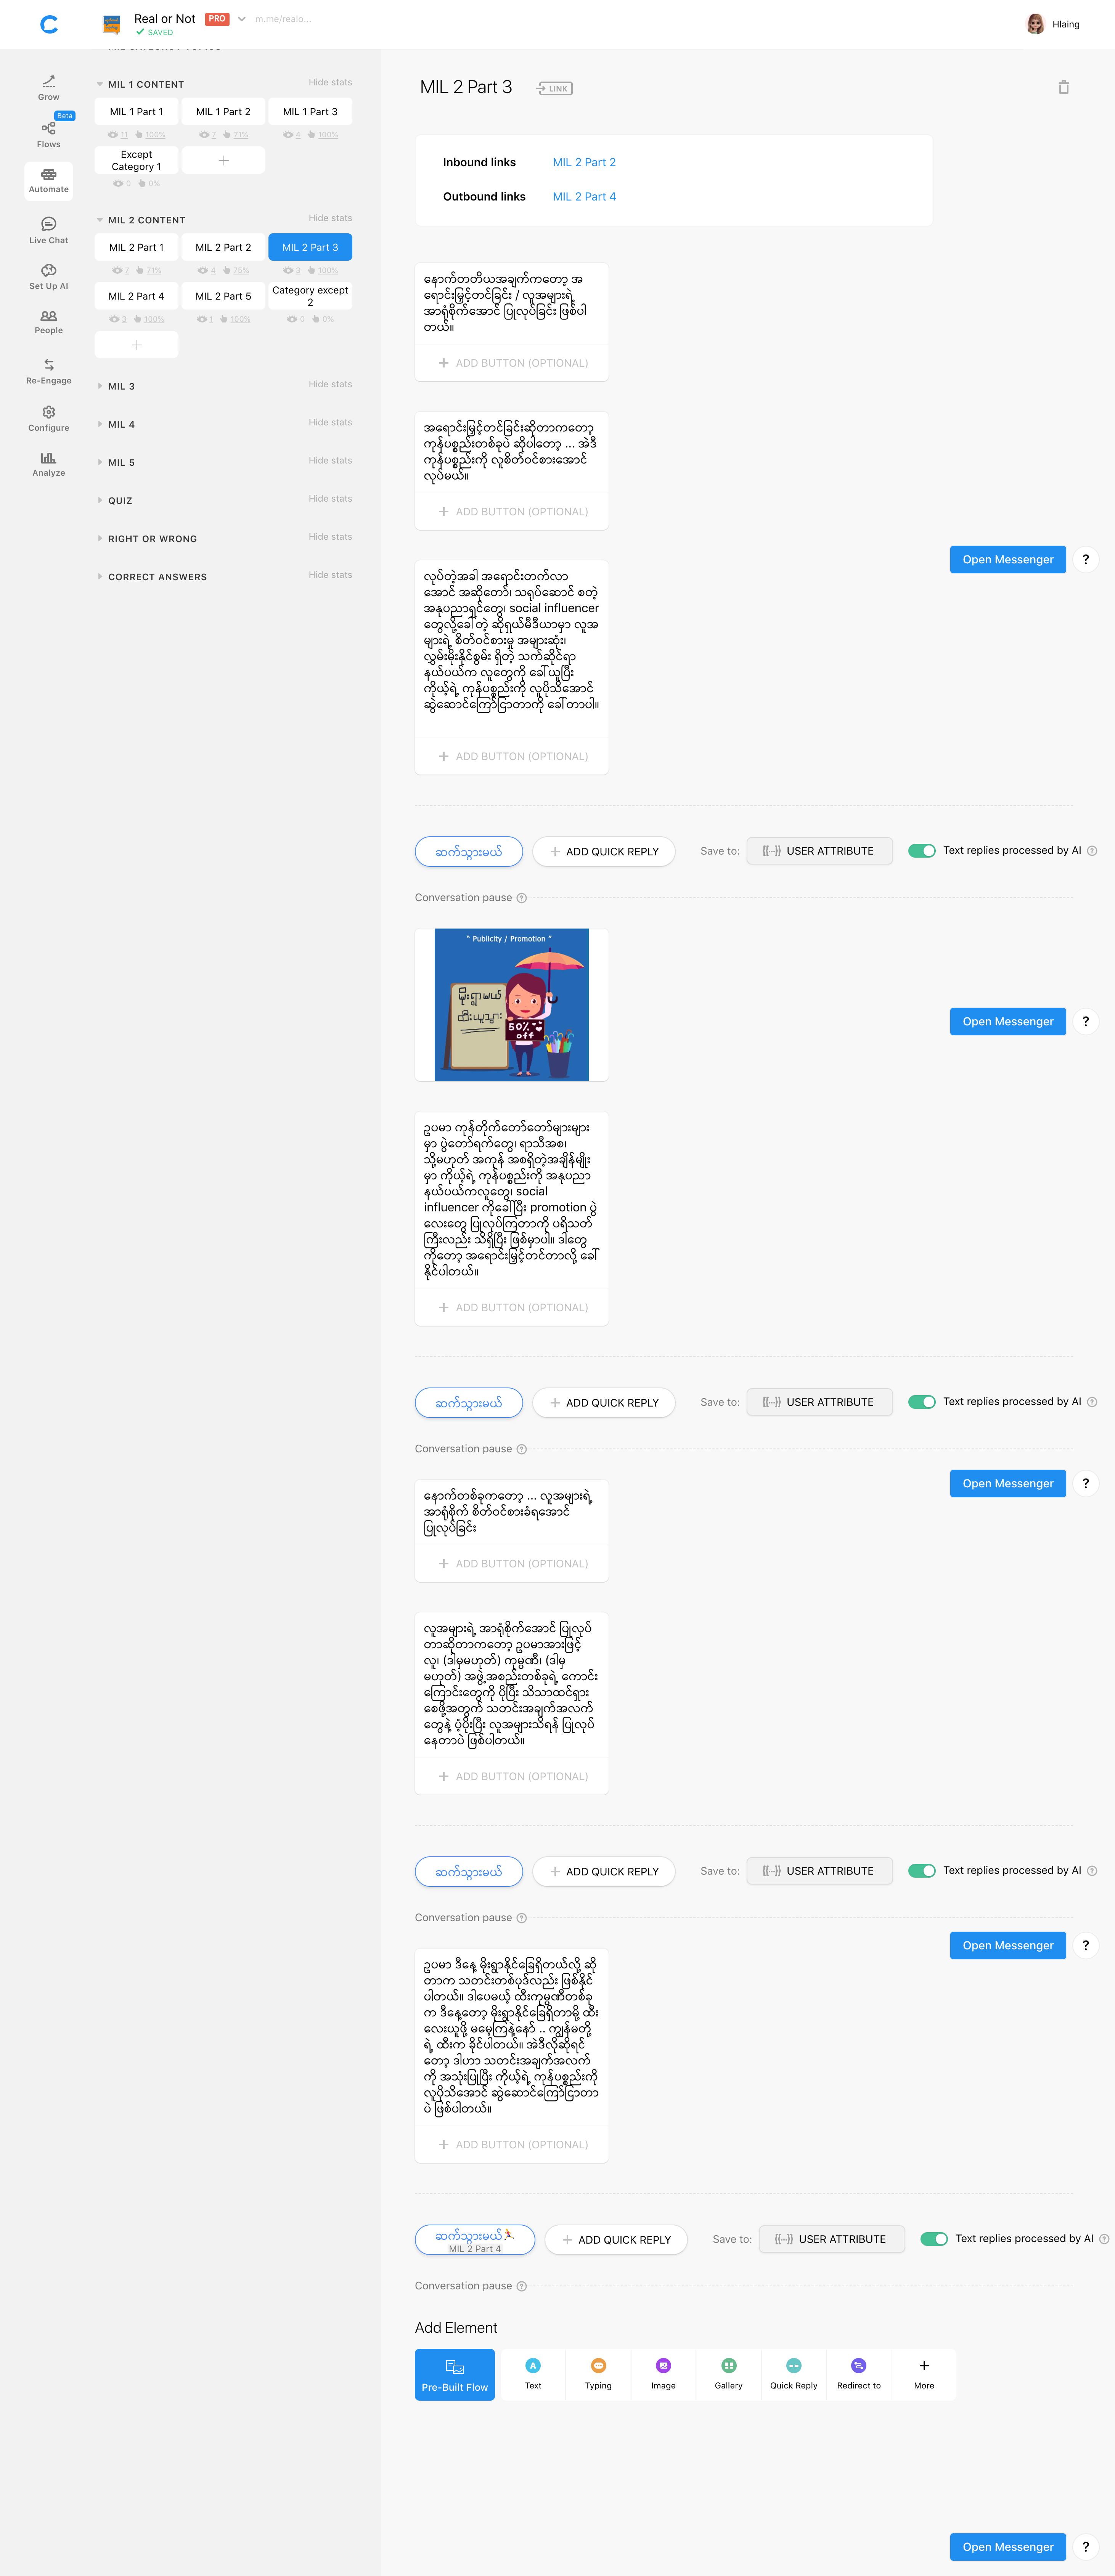 Real or Not PRO m.me/realo...
SAVED
Hlaing
Grow
Beta
Flows
Automate
Live Chat
Set Up AI
People
Re-Engage
Configure
Analyze
MIL 1 CONTENT Hide stats
MIL 1 Part 1 MIL 1 Part 2 MIL 1 Part 3
11 100% 7 71% 4 100%
Except
Category 1
0 0%
MIL 2 CONTENT Hide stats
MIL 2 Part 1 MIL 2 Part 2 MIL 2 Part 3
7 71% 4 75% 3 100%
MIL 2 Part 4 MIL 2 Part 5 Category except
2
3 100% 1 100% 0 0%
MIL 3 Hide stats
MIL 4 Hide stats
MIL 5 Hide stats
QUIZ Hide stats
RIGHT OR WRONG Hide stats
CORRECT ANSWERS Hide stats
MIL 2 Part 3 LINK
Inbound links MIL 2 Part 2
Outbound links MIL 2 Part 4
နောက်တတိယအချက်ကတော့ အ
ရောင်းမြှင့်တင်ခြင်း / လူအများရဲ့
အာရုံစိုက်အောင် ပြုလုပ်ခြင်း ဖြစ်ပါ
တယ်။
ADD BUTTON (OPTIONAL)
အရောင်းမြှင့်တင်ခြင်းဆိုတာကတော့
ကုန်ပစ္စည်းတစ်ခုပဲ ဆိုပါတော့ ... အဲဒီ
ကုန်ပစ္စည်းကို လူစိတ်ဝင်စားအောင်
လုပ်မယ်။
ADD BUTTON (OPTIONAL)
Open Messenger ?
လုပ်တဲ့အခါ အရောင်းတက်လာ
အောင် အဆိုတော်၊ သရုပ်ဆောင် စတဲ့
အနုပညာရှင်တွေ၊ social influencer
တွေလို့ခေါ်တဲ့ ဆိုရှယ်မီဒီယာမှာ လူအ
များရဲ့ စိတ်ဝင်စားမှု အများဆုံး၊
လွှမ်းမိုးနိုင်စွမ်း ရှိတဲ့ သက်ဆိုင်ရာ
နယ်ပယ်က လူတွေကို ခေါ်ယူပြီး
ကိုယ့်ရဲ့ ကုန်ပစ္စည်းကို လူပိုသိအောင်
ဆွဲဆောင်ကြော်ငြာတာကို ခေါ်တာပါ။
ADD BUTTON (OPTIONAL)
ဆက်သွားမယ် ADD QUICK REPLY Save to: USER ATTRIBUTE Text replies processed by AI
Conversation pause
" Publicity / Promotion "
မိုးရွာမယ်
ထီးယူသွား
50%
off
Open Messenger ?
ဥပမာ ကုန်တိုက်တော်တော်များများ
မှာ ပွဲတော်ရက်တွေ၊ ရာသီအစ၊
သို့မဟုတ် အကုန် အစရှိတဲ့အချိန်မျိုး
မှာ ကိုယ့်ရဲ့ ကုန်ပစ္စည်းကို အနုပညာ
နယ်ပယ်ကလူတွေ၊ social
influencer ကိုခေါ်ပြီး promotion ပွဲ
လေးတွေ ပြုလုပ်ကြတာကို ပရိသတ်
ကြီးလည်း သိရှိပြီး ဖြစ်မှာပါ။ ဒါတွေ
ကိုတော့ အရောင်းမြှင့်တင်တာလို့ ခေါ်
နိုင်ပါတယ်။
ADD BUTTON (OPTIONAL)
ဆက်သွားမယ် ADD QUICK REPLY Save to: USER ATTRIBUTE Text replies processed by AI
Conversation pause
Open Messenger ?
နောက်တစ်ခုကတော့ ... လူအများရဲ့
အာရုံစိုက် စိတ်ဝင်စားခံရအောင်
ပြုလုပ်ခြင်း
ADD BUTTON (OPTIONAL)
လူအများရဲ့ အာရုံစိုက်အောင် ပြုလုပ်
တာဆိုတာကတော့ ဥပမာအားဖြင့်
လူ၊ (ဒါမှမဟုတ်) ကုမ္ပဏီ၊ (ဒါမှ
မဟုတ်) အဖွဲ့အစည်းတစ်ခုရဲ့ ကောင်း
ကြောင်းတွေကို ပိုပြီး သိသာထင်ရှား
စေဖို့အတွက် သတင်းအချက်အလက်
တွေနဲ့ ပံ့ပိုးပြီး လူအများသိရန် ပြုလုပ်
နေတာပဲ ဖြစ်ပါတယ်။
ADD BUTTON (OPTIONAL)
ဆက်သွားမယ် ADD QUICK REPLY Save to: USER ATTRIBUTE Text replies processed by AI
Conversation pause
Open Messenger ?
ဥပမာ ဒီနေ့ မိုးရွာနိုင်ခြေရှိတယ်လို့ ဆို
တာက သတင်းတစ်ပုဒ်လည်း ဖြစ်နိုင်
ပါတယ်။ ဒါပေမယ့် ထီးကုမ္ပဏီတစ်ခု
က ဒီနေ့တော့ မိုးရွာနိုင်ခြေရှိတာမို့ ထီး
လေးယူဖို့ မမေ့ကြနဲ့နော် .. ကျွန်မတို့
ရဲ့ ထီးက ခိုင်ပါတယ်။ အဲဒီလိုဆိုရင်
တော့ ဒါဟာ သတင်းအချက်အလက်
ကို အသုံးပြုပြီး ကိုယ့်ရဲ့ ကုန်ပစ္စည်းကို
လူပိုသိအောင် ဆွဲဆောင်ကြော်ငြာတာ
ပဲ ဖြစ်ပါတယ်။
ADD BUTTON (OPTIONAL)
ဆက်သွားမယ် ADD QUICK REPLY Save to: USER ATTRIBUTE Text replies processed by AI
MIL 2 Part 4
Conversation pause
Add Element
Pre-Built Flow Text Typing Image Gallery Quick Reply Redirect to More
Open Messenger ?